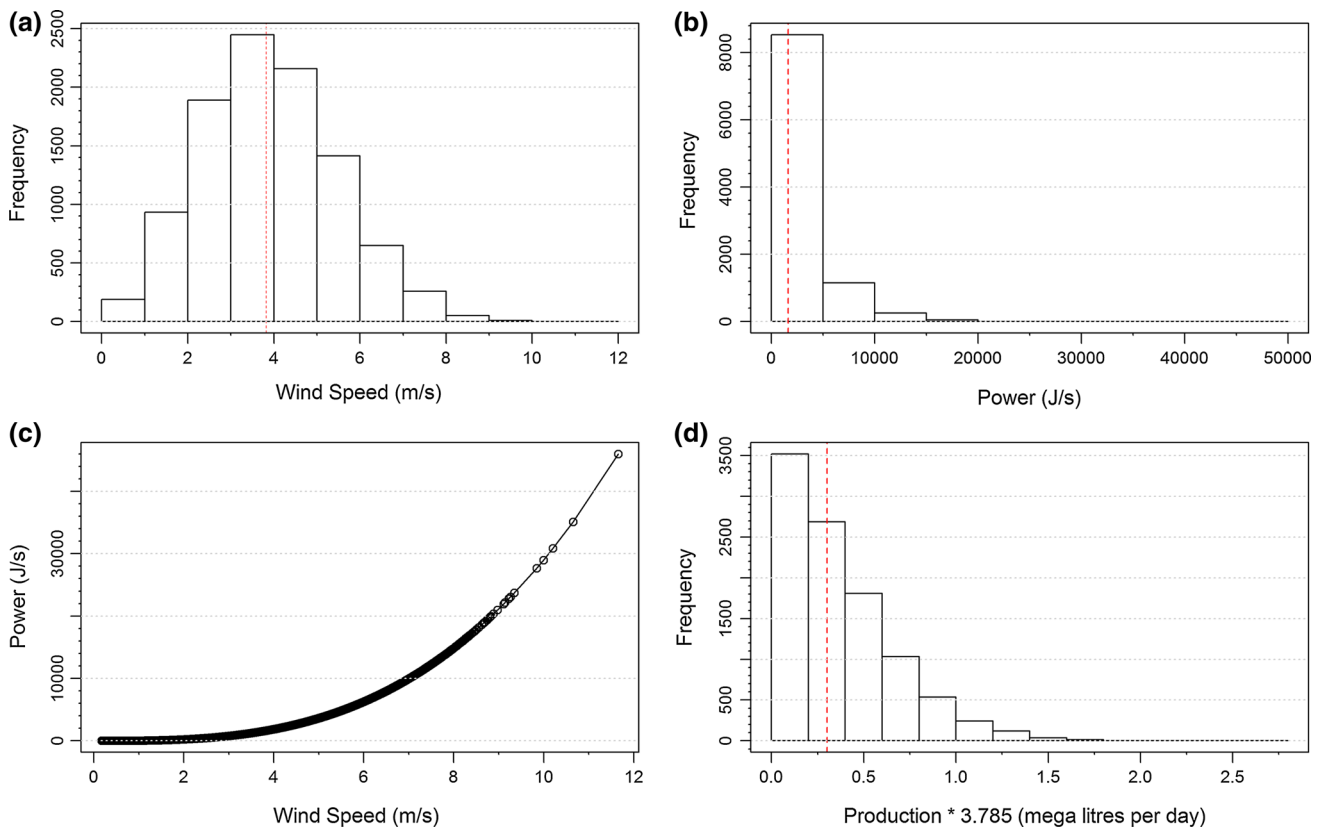 (a)
Frequency
0
500
1000
1500
2000
2500
0 2 4 6 8 10 12
Wind Speed (m/s)
(b)
Frequency
0
2000
4000
6000
8000
0 10000 20000 30000 40000 50000
Power (J/s)
(c)
Power (J/s)
0
10000
30000
0 2 4 6 8 10 12
Wind Speed (m/s)
(d)
Frequency
0
500
1500
2500
3500
0.0 0.5 1.0 1.5 2.0 2.5
Production * 3.785 (mega litres per day)